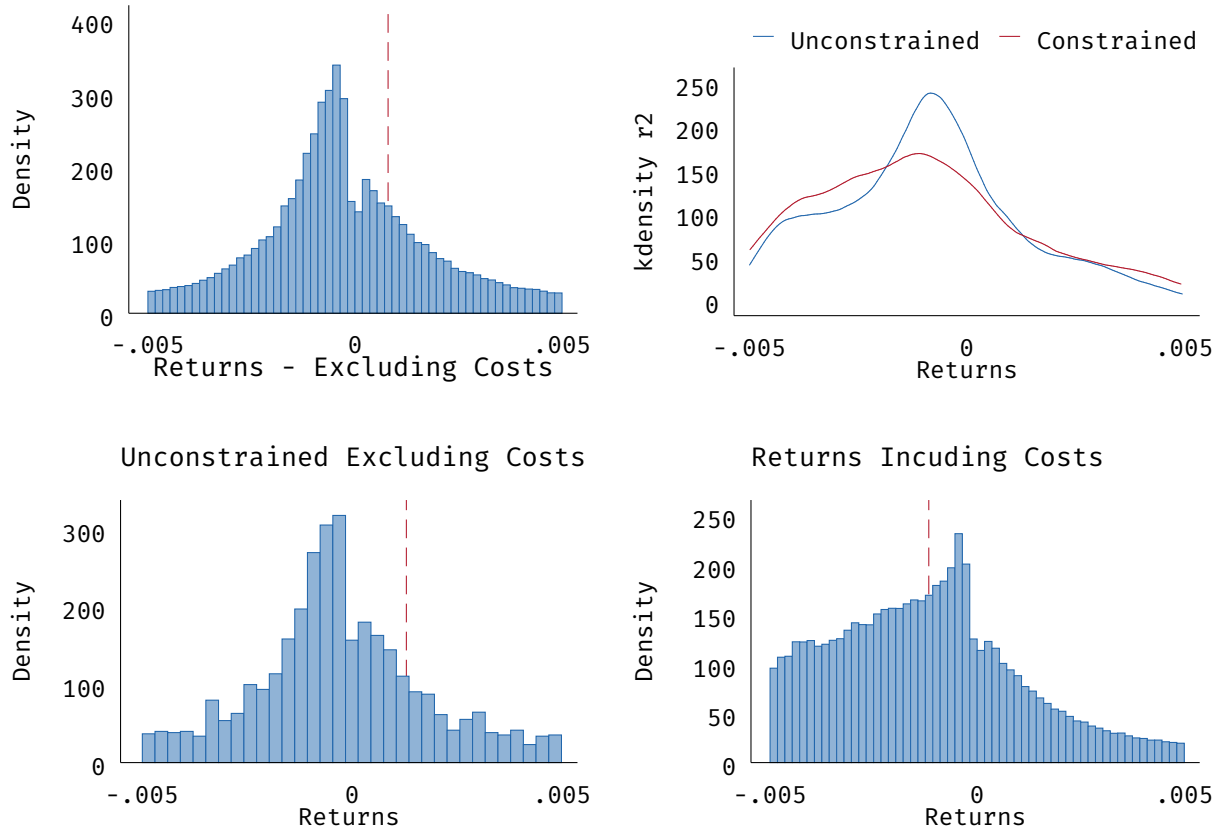 400
300
200
100
0
Density
-.005 0 .005
Returns - Excluding Costs
Unconstrained Constrained
250
200
150
100
50
0
kdensity r2
-.005 0 .005
Returns
Unconstrained Excluding Costs
300
200
100
0
Density
-.005 0 .005
Returns
Returns Incuding Costs
250
200
150
100
50
0
Density
-.005 0 .005
Returns